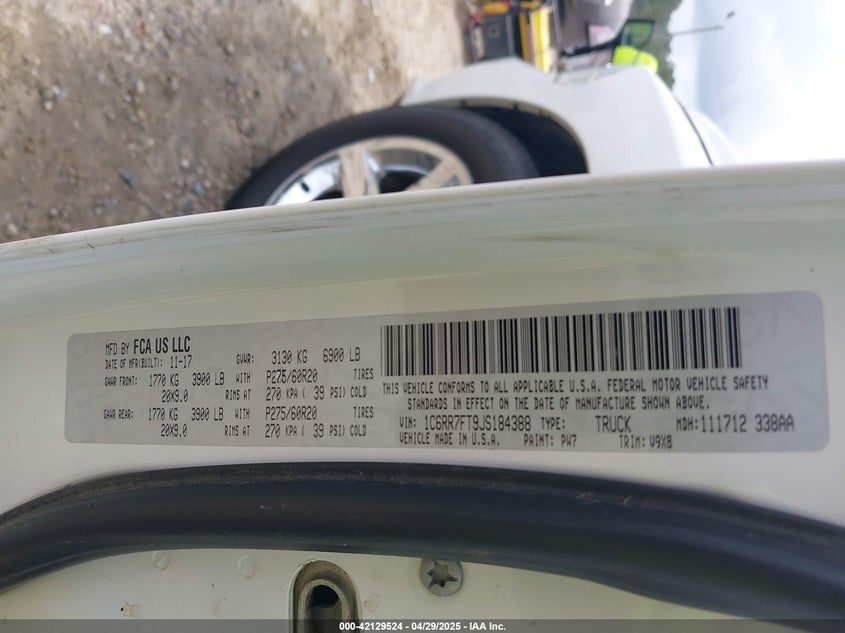 MFD BY FCA US LLC
DATE OF MFR(BUILT): 11-17 GVWR: 3130 KG 6900 LB
GAWR FRONT: 1770 KG 3900 LB WITH P275/60R20 TIRES
20X9.0 RIMS AT 270 KPA ( 39 PSI) COLD
GAWR REAR: 1770 KG 3900 LB WITH P275/60R20 TIRES
20X9.0 RIMS AT 270 KPA ( 39 PSI) COLD
THIS VEHICLE CONFORMS TO ALL APPLICABLE U.S.A. FEDERAL MOTOR VEHICLE SAFETY
STANDARDS IN EFFECT ON THE DATE OF MANUFACTURE SHOWN ABOVE.
VIN: 1C6RR7FT9JS184388 TYPE: TRUCK MDH: 111712 338AA
VEHICLE MADE IN U.S.A. PAINT: PW7 TRIM: V9X8
000-42129524 | 04/29/2025 - IAA Inc.